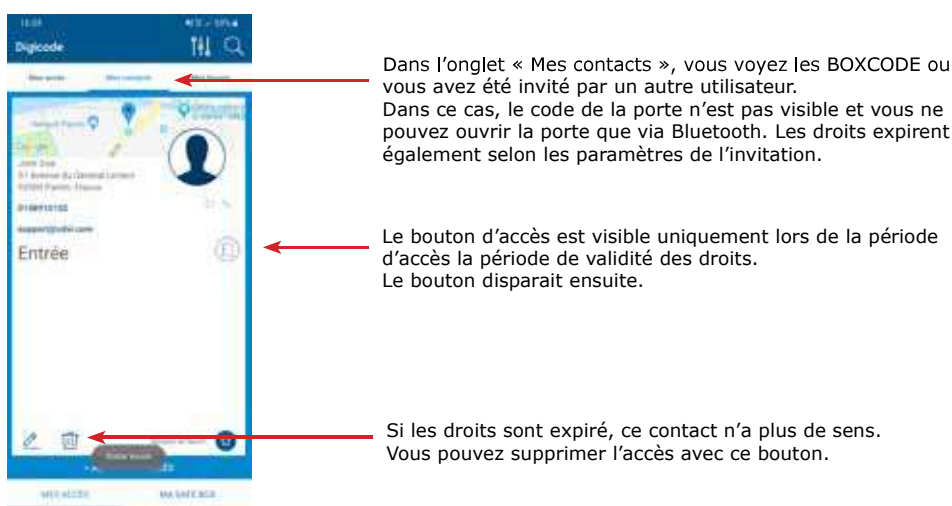 Digicode
Dans l’onglet « Mes contacts », vous voyez les BOXCODE ou
vous avez été invité par un autre utilisateur.
Dans ce cas, le code de la porte n’est pas visible et vous ne
pouvez ouvrir la porte que via Bluetooth. Les droits expirent
également selon les paramètres de l’invitation.
Entrée
Le bouton d’accès est visible uniquement lors de la période
d’accès la période de validité des droits.
Le bouton disparait ensuite.
Si les droits sont expiré, ce contact n’a plus de sens.
Vous pouvez supprimer l’accès avec ce bouton.
MES ACCÈS
MA SAFE BOX